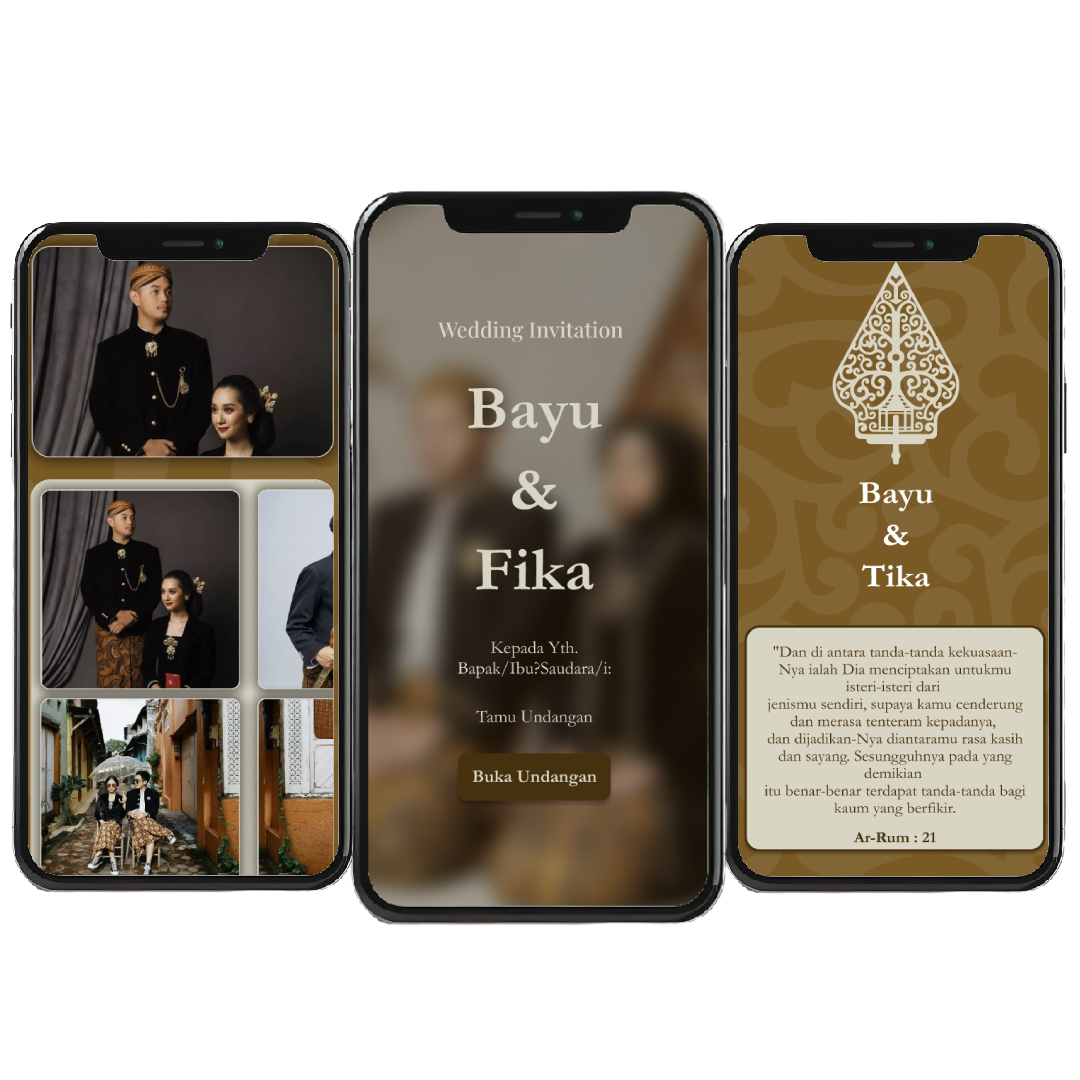 Wedding Invitation
Bayu
&
Fika
Kepada Yth.
Bapak/Ibu?Saudara/i:
Tamu Undangan
Buka Undangan
Bayu
&
Tika
"Dan di antara tanda-tanda kekuasaan-
Nya ialah Dia menciptakan untukmu
isteri-isteri dari
jenismu sendiri, supaya kamu cenderung
dan merasa tenteram kepadanya,
dan dijadikan-Nya diantaramu rasa kasih
dan sayang. Sesungguhnya pada yang
demikian
itu benar-benar terdapat tanda-tanda bagi
kaum yang berfikir.
Ar-Rum : 21